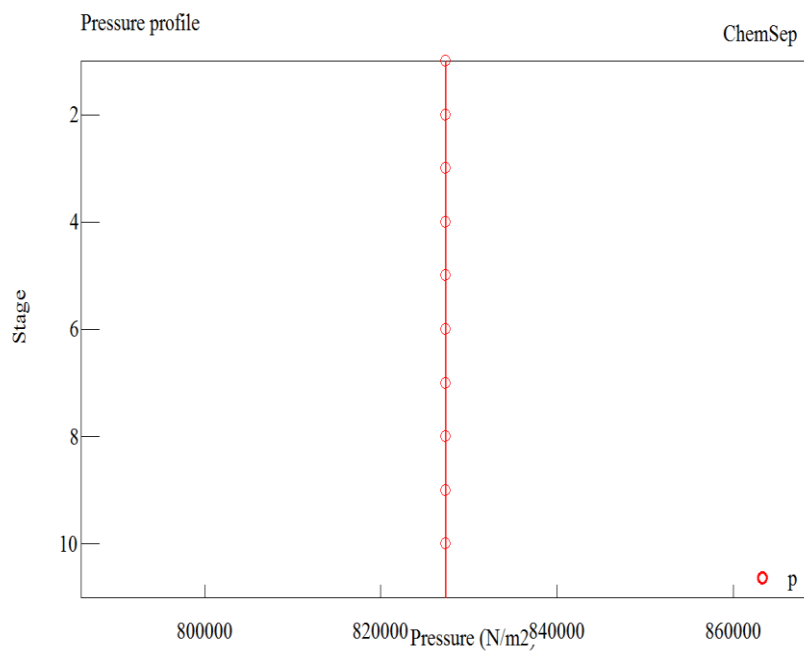 Pressure profile
ChemSep
2
4
6
8
10
Stage
p
800000
820000
Pressure (N/m2)
840000
860000